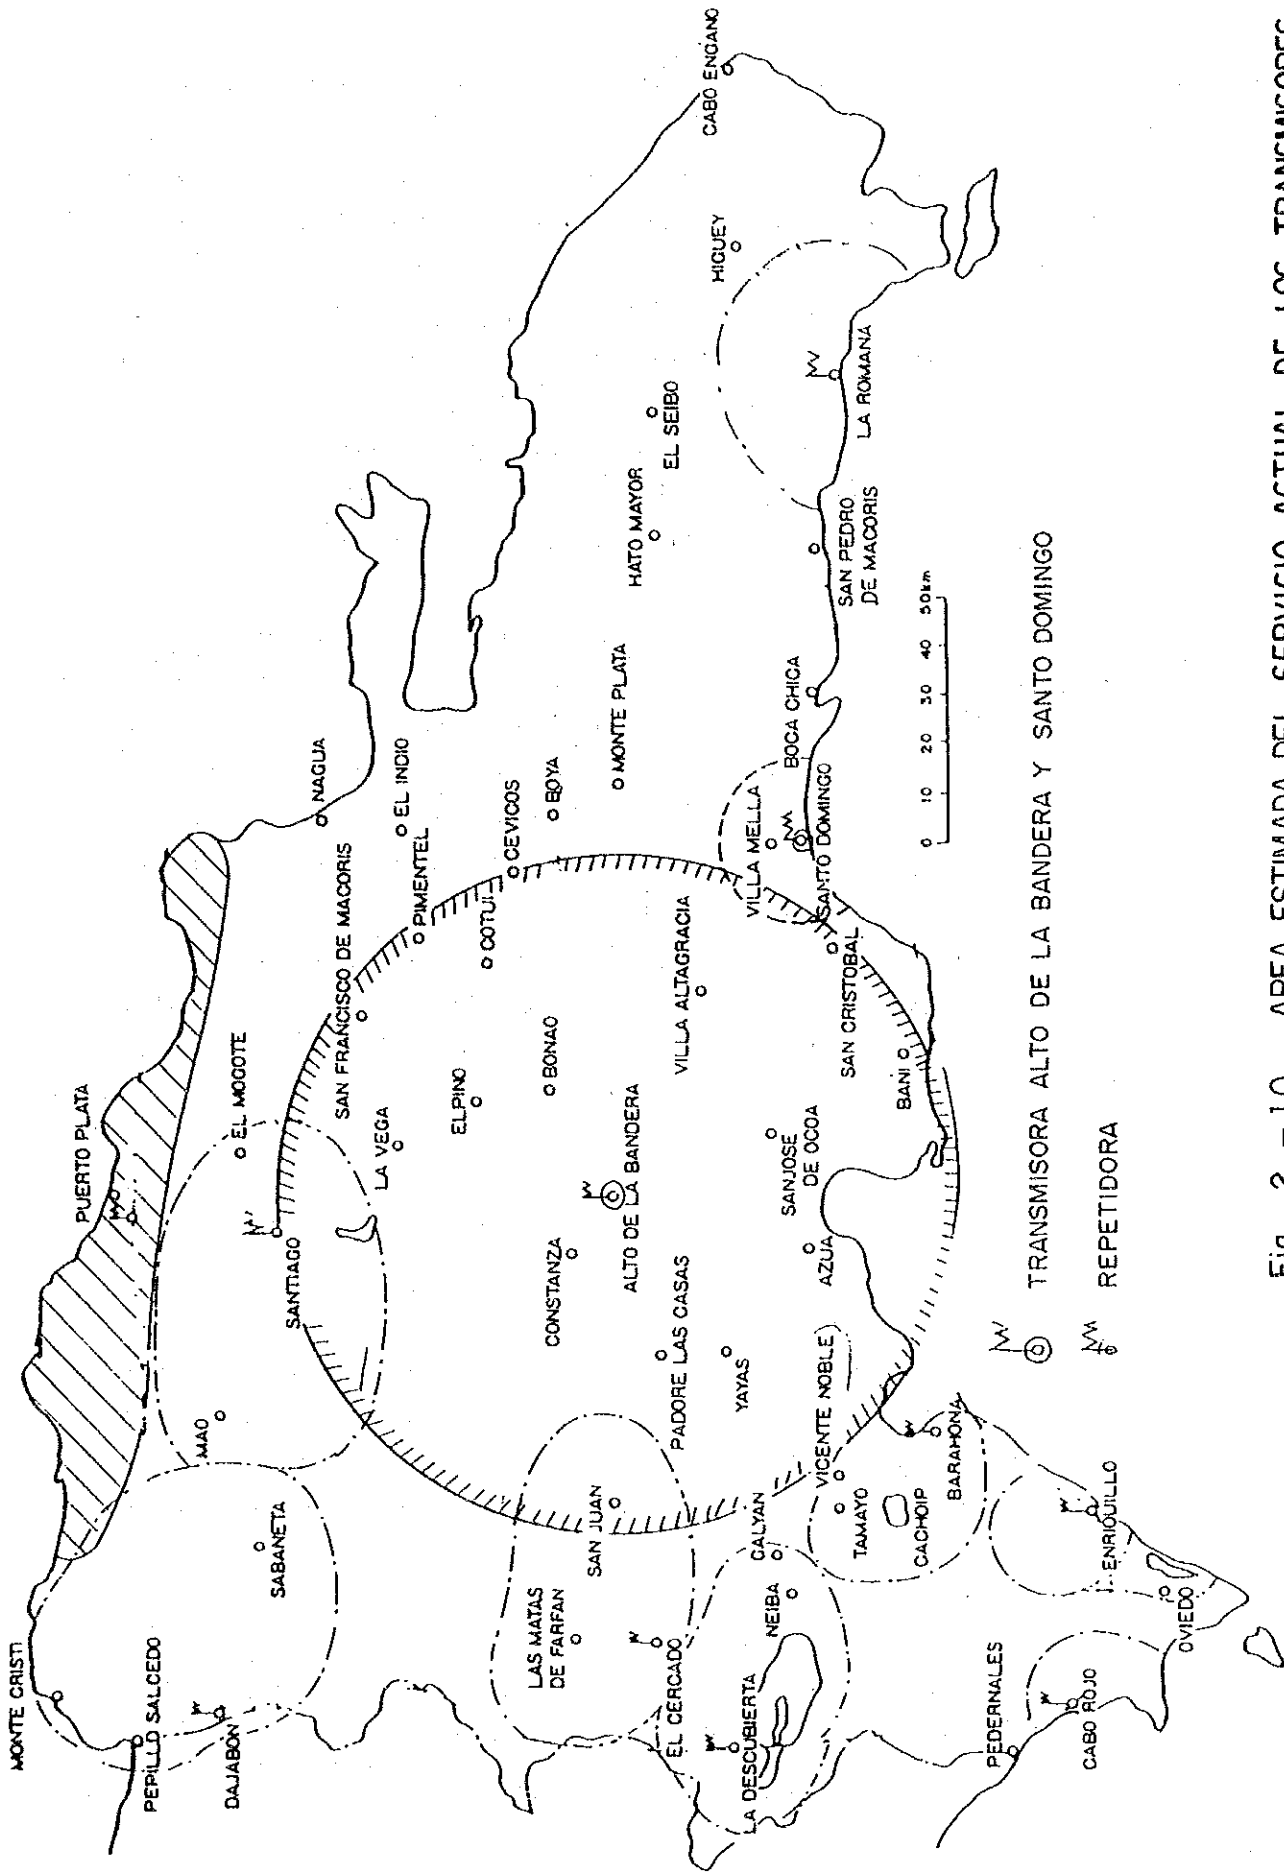 MONTE CRISTI
PEPILLO SALCEDO
DAJABON
SABANETA
MAO
PUERTO PLATA
EL MOGOTE
SANTIAGO
NAGUA
SAN FRANCISCO DE MACORIS
EL INDIO
PIMENTEL
LA VEGA
COTUI
CEVICOS
ELPINO
BOYA
BONAO
CONSTANZA
MONTE PLATA
ALTO DE LA BANDERA
HATO MAYOR
EL SEIBO
HIGUEY
CABO ENGANO
LAS MATAS
DE FARFAN
SAN JUAN
PADORE LAS CASAS
YAYAS
VILLA ALTAGRACIA
VILLA MELLA
SANTO DOMINGO
BOCA CHICA
SAN PEDRO
DE MACORIS
LA ROMANA
EL CERCADO
LA DESCUBIERTA
NEIBA
GALVAN
VICENTE NOBLE
TAMAYO
CACHOIP
AZUA
SANJOSE
DE OCOA
SAN CRISTOBAL
BANI
BARAHONA
ENRIQUILLO
OVIEDO
PEDERNALES
CABO ROJO
0 10 20 30 40 50km
TRANSMISORA ALTO DE LA BANDERA Y SANTO DOMINGO
REPETIDORA
Fig. 2-10 AREA ESTIMADA DEL SERVICIO ACTUAL DE LOS TRANSMISORES